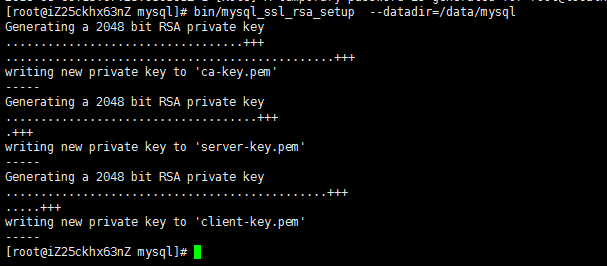 [root@iZ25ckhx63nZ mysql]# bin/mysql_ssl_rsa_setup  --datadir=/data/mysql
Generating a 2048 bit RSA private key
....................................+++
..................................................+++
writing new private key to 'ca-key.pem'
-----
Generating a 2048 bit RSA private key
......................................+++
.+++
writing new private key to 'server-key.pem'
-----
Generating a 2048 bit RSA private key
.................................................+++
.....+++
writing new private key to 'client-key.pem'
-----
[root@iZ25ckhx63nZ mysql]#